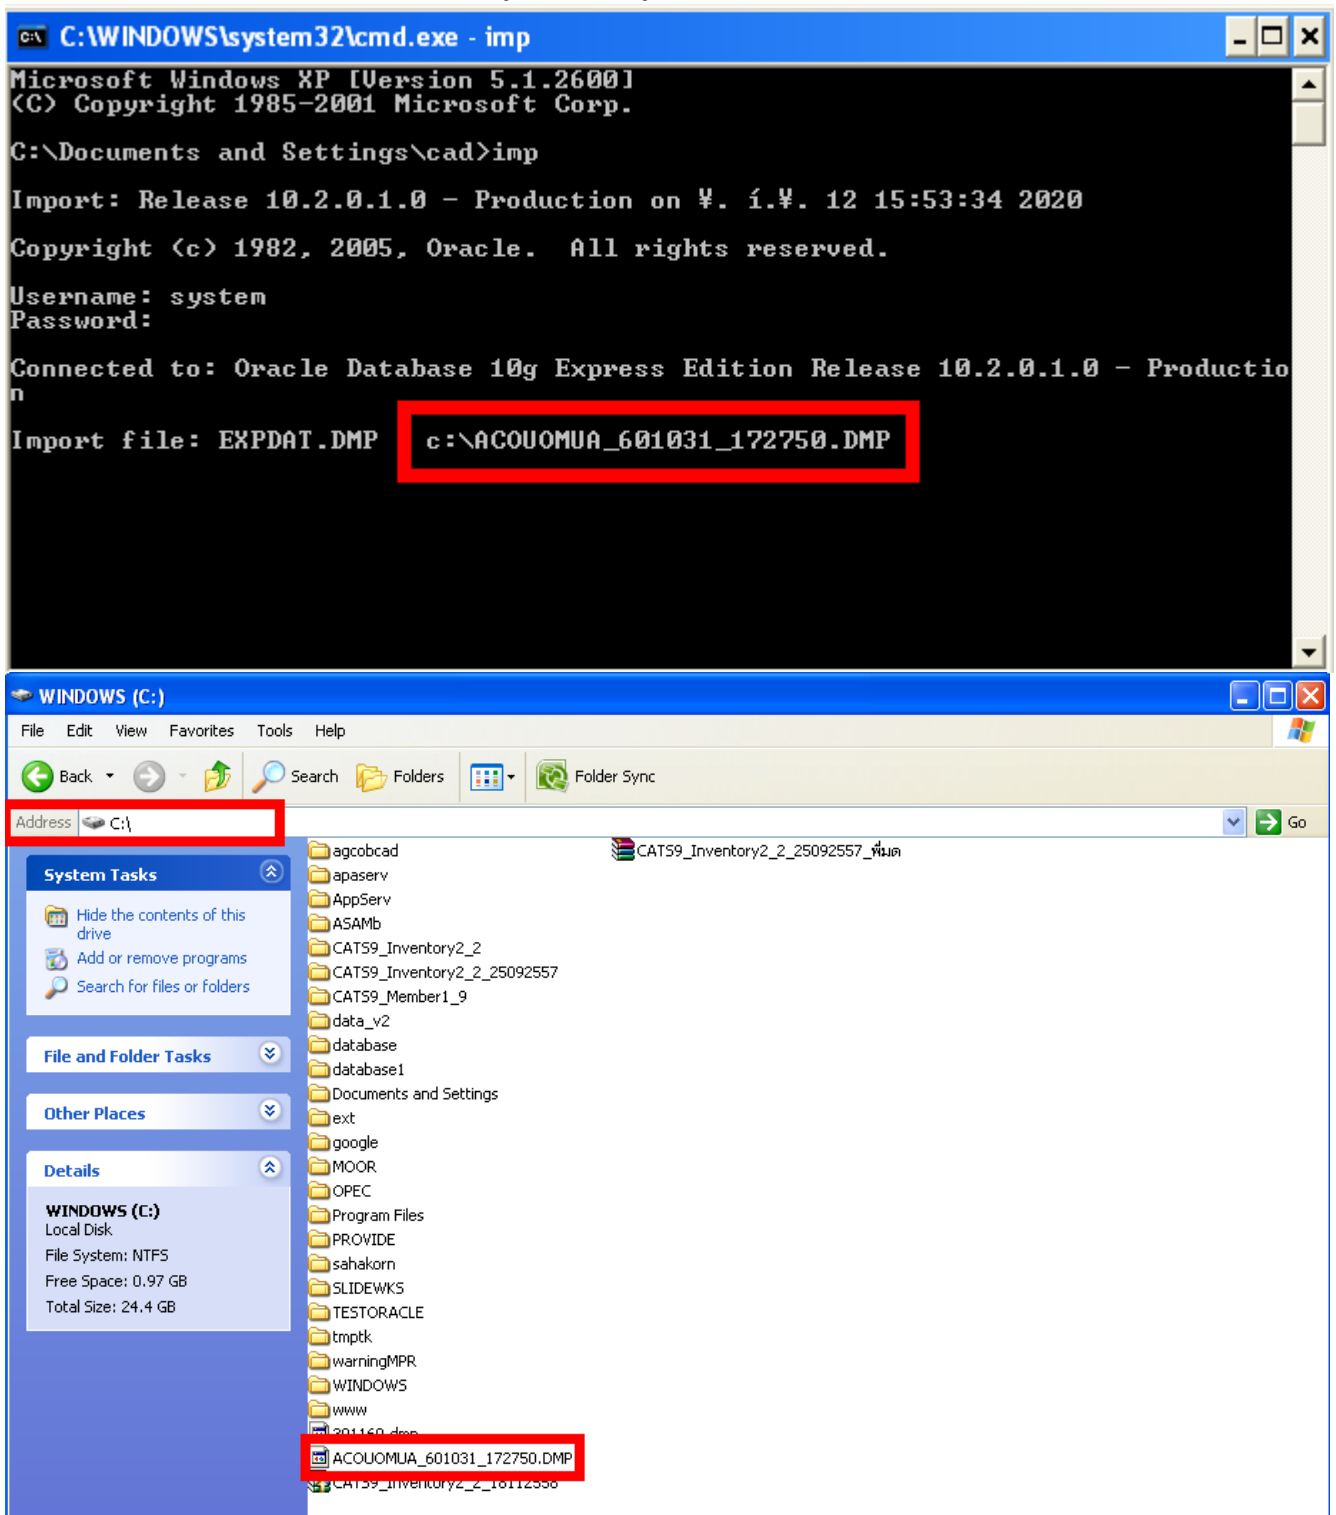 C:\WINDOWS\system32\cmd.exe - imp
Microsoft Windows XP [Version 5.1.2600]
(C) Copyright 1985-2001 Microsoft Corp.
C:\Documents and Settings\cad>imp
Import: Release 10.2.0.1.0 - Production on ¥. í.¥. 12 15:53:34 2020
Copyright (c) 1982, 2005, Oracle.  All rights reserved.
Username: system
Password:
Connected to: Oracle Database 10g Express Edition Release 10.2.0.1.0 - Productio
n
Import file: EXPDAT.DMP c:\ACOUOMUA_601031_172750.DMP
WINDOWS (C:)
File Edit View Favorites Tools Help
Back Search Folders Folder Sync
Address C:\ Go
System Tasks
Hide the contents of this
drive
Add or remove programs
Search for files or folders
File and Folder Tasks
Other Places
Details
WINDOWS (C:)
Local Disk
File System: NTFS
Free Space: 0.97 GB
Total Size: 24.4 GB
agcobcad
apaserv
AppServ
ASAMb
CATS9_Inventory2_2
CATS9_Inventory2_2_25092557
CATS9_Member1_9
data_v2
database
database1
Documents and Settings
ext
google
MOOR
OPEC
Program Files
PROVIDE
sahakorn
SLIDEWKS
TESTORACLE
tmptk
warningMPR
WINDOWS
www
301160.dmp
ACOUOMUA_601031_172750.DMP
CATS9_Inventory2_2_18112558
CATS9_Inventory2_2_25092557_พี่มด